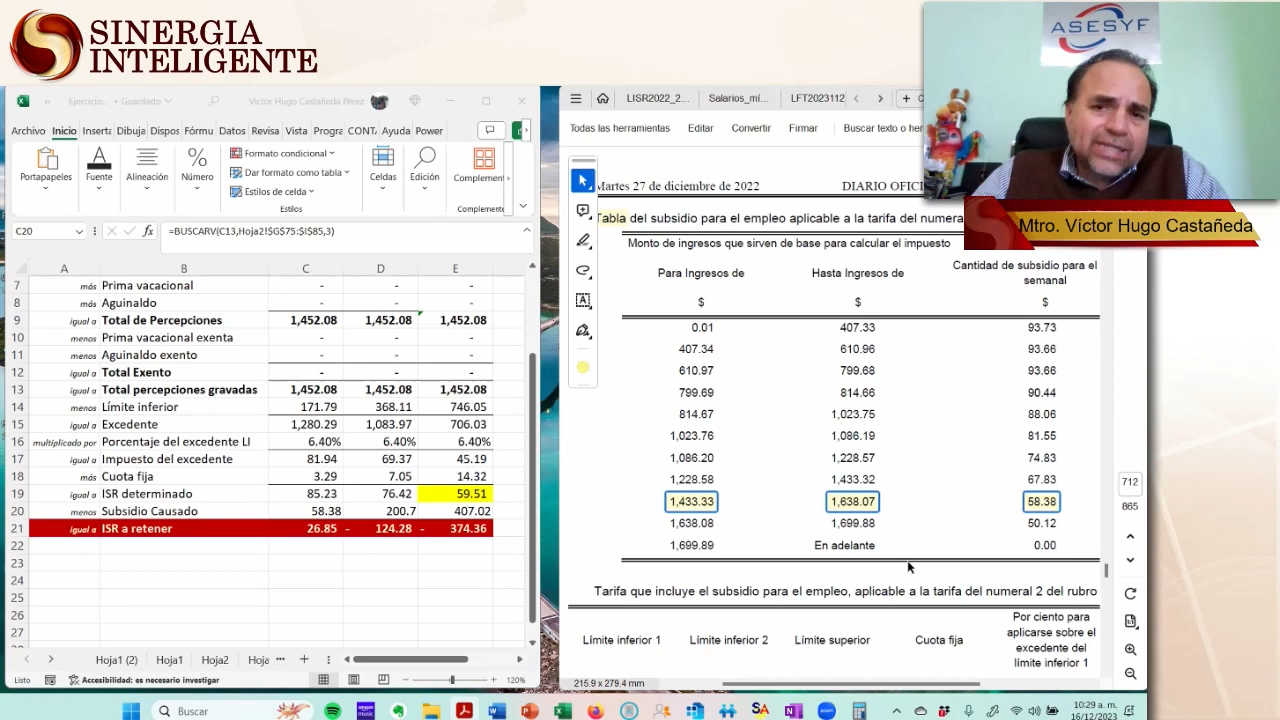 SINERGIA
INTELIGENTE
ASESYF
Mtro. Víctor Hugo Castañeda
Ejercicio... • Guardado
Víctor Hugo Castañeda Pérez
Archivo Inicio Inserta Dibuja Dispos Fórmu Datos Revisa Vista Progra CONTA Ayuda Power
Portapapeles
Fuente
Alineación
Número
Formato condicional
Dar formato como tabla
Estilos de celda
Estilos
Celdas
Edición
Complement
Complemento
C20 fx =BUSCARV(C13,Hoja2!$G$75:$I$85,3)
A B C D E
7 más Prima vacacional - - -
8 más Aguinaldo - - -
9 igual a Total de Percepciones 1,452.08 1,452.08 1,452.08
10 menos Prima vacacional exenta - - -
11 menos Aguinaldo exento - - -
12 igual a Total Exento - - -
13 igual a Total percepciones gravadas 1,452.08 1,452.08 1,452.08
14 menos Límite inferior 171.79 368.11 746.05
15 igual a Excedente 1,280.29 1,083.97 706.03
16 multiplicado por Porcentaje del excedente LI 6.40% 6.40% 6.40%
17 igual a Impuesto del excedente 81.94 69.37 45.19
18 más Cuota fija 3.29 7.05 14.32
19 igual a ISR determinado 85.23 76.42 59.51
20 menos Subsidio Causado 58.38 200.7 407.02
21 igual a ISR a retener 26.85 - 124.28 - 374.36
22
23
24
25
26
27
Hoja1 (2) Hoja1 Hoja2 Hoja
Listo Accesibilidad: es necesario investigar 120%
LISR2022_2... Salarios_mí... LFT2023112
Todas las herramientas Editar Convertir Firmar Buscar texto o her
Martes 27 de diciembre de 2022 DIARIO OFICI
Tabla del subsidio para el empleo aplicable a la tarifa del numera
Monto de ingresos que sirven de base para calcular el impuesto
Para Ingresos de Hasta Ingresos de Cantidad de subsidio para el
semanal
$ $ $
0.01 407.33 93.73
407.34 610.96 93.66
610.97 799.68 93.66
799.69 814.66 90.44
814.67 1,023.75 88.06
1,023.76 1,086.19 81.55
1,086.20 1,228.57 74.83
1,228.58 1,433.32 67.83
1,433.33 1,638.07 58.38
1,638.08 1,699.88 50.12
1,699.89 En adelante 0.00
Tarifa que incluye el subsidio para el empleo, aplicable a la tarifa del numeral 2 del rubro
Límite inferior 1 Límite inferior 2 Límite superior Cuota fija Por ciento para
aplicarse sobre el
excedente del
límite inferior 1
712
865
215.9 x 279.4 mm
Buscar
10:29 a. m.
16/12/2023